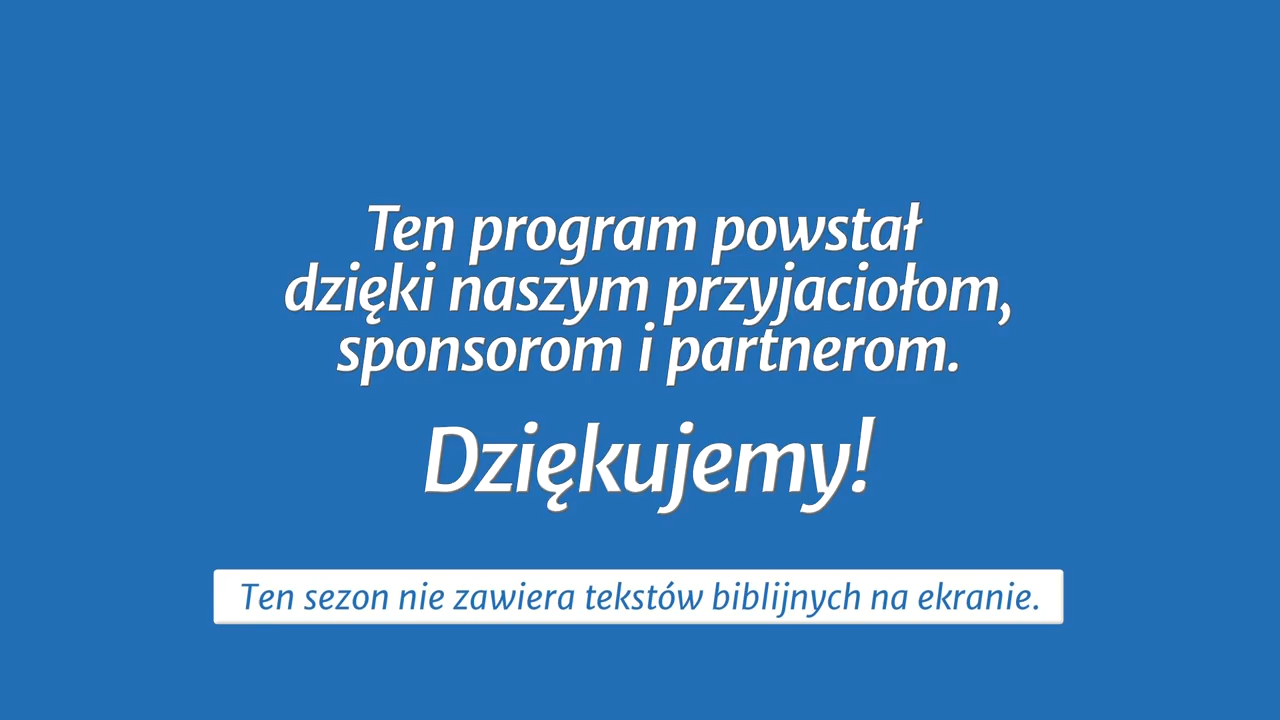 Ten program powstał
dzięki naszym przyjaciołom,
sponsorom i partnerom.
Dziękujemy!
Ten sezon nie zawiera tekstów biblijnych na ekranie.